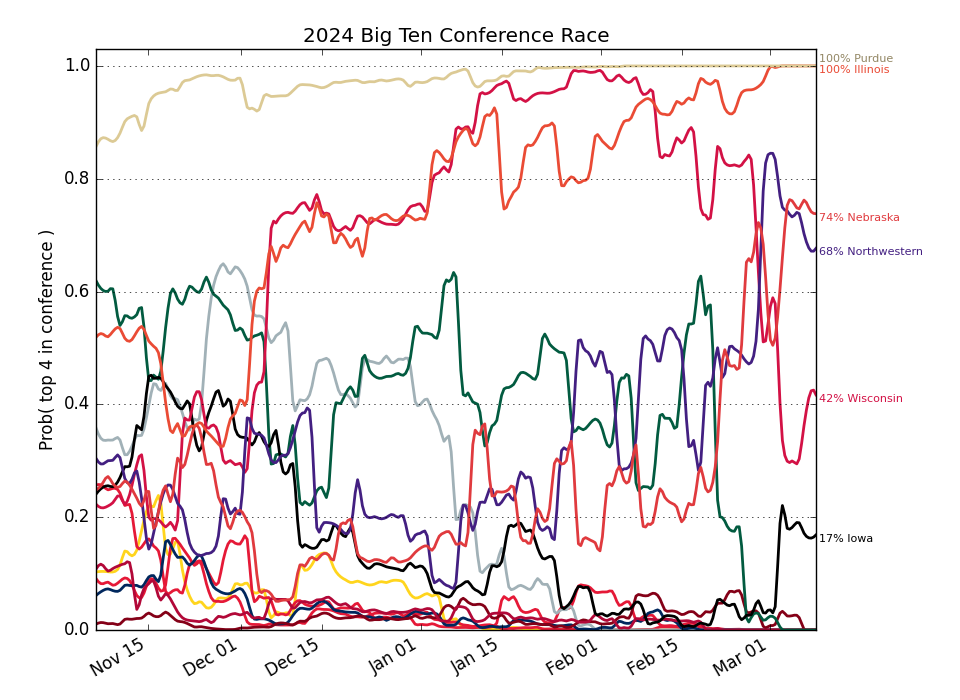 2024 Big Ten Conference Race
Prob( top 4 in conference )
1.0
0.8
0.6
0.4
0.2
0.0
Nov 15
Dec 01
Dec 15
Jan 01
Jan 15
Feb 01
Feb 15
Mar 01
100% Purdue
100% Illinois
74% Nebraska
68% Northwestern
42% Wisconsin
17% Iowa